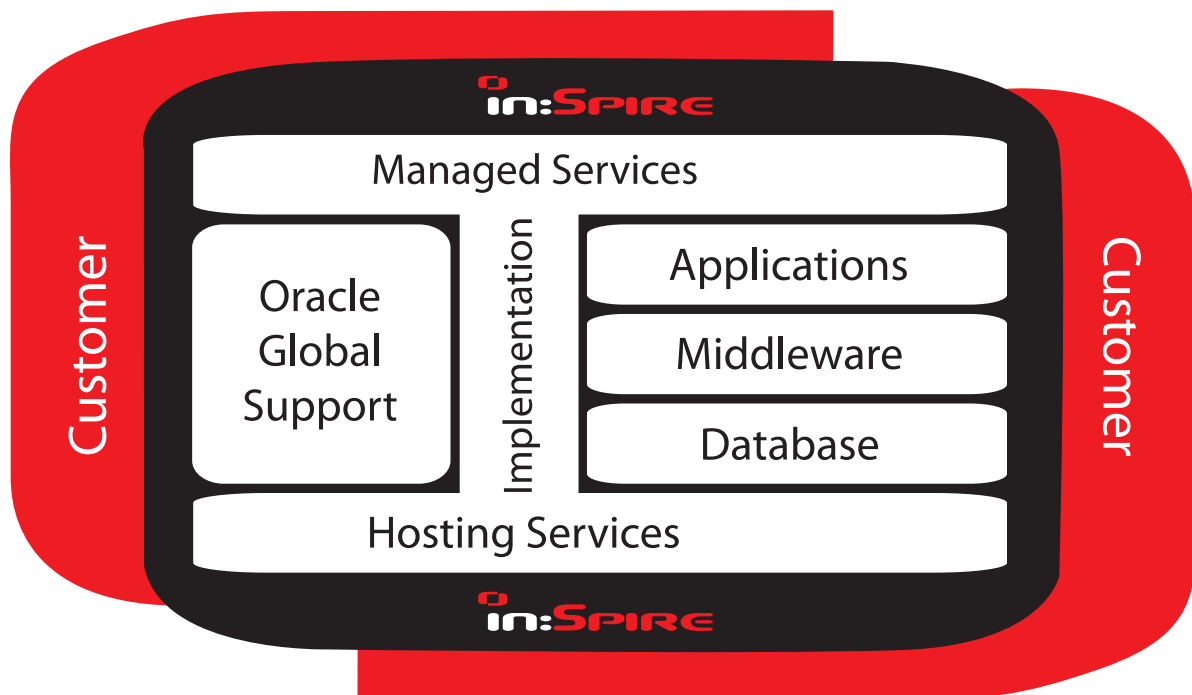 in:Spire
Managed Services
Customer
Oracle
Global
Support
Implementation
Applications
Middleware
Database
Customer
Hosting Services
in:Spire